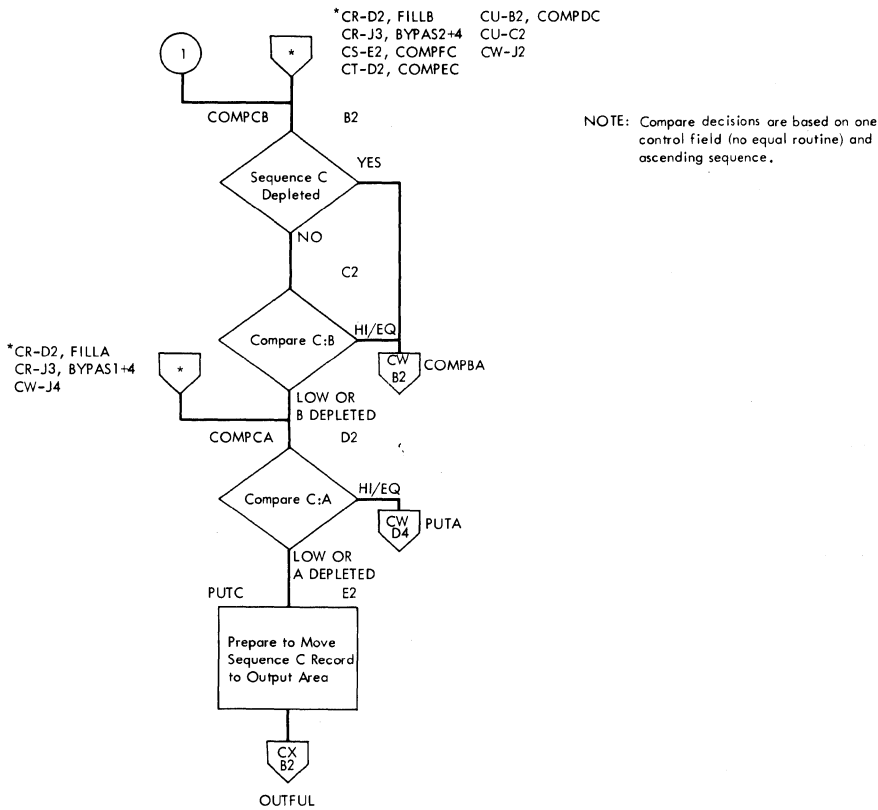 *CR-D2, FILLB CU-B2, COMPDC
CR-J3, BYPAS2+4 CU-C2
CS-E2, COMPFC CW-J2
CT-D2, COMPEC
1
*
COMPCB B2
NOTE: Compare decisions are based on one
control field (no equal routine) and
ascending sequence.
YES
Sequence C
Depleted
NO
C2
HI/EQ
Compare C:B
*CR-D2, FILLA
CR-J3, BYPAS1+4
CW-J4
*
CW
B2
COMPBA
LOW OR
B DEPLETED
COMPCA D2
HI/EQ
Compare C:A
CW
D4
PUTA
LOW OR
A DEPLETED
PUTC E2
Prepare to Move
Sequence C Record
to Output Area
CX
B2
OUTFUL